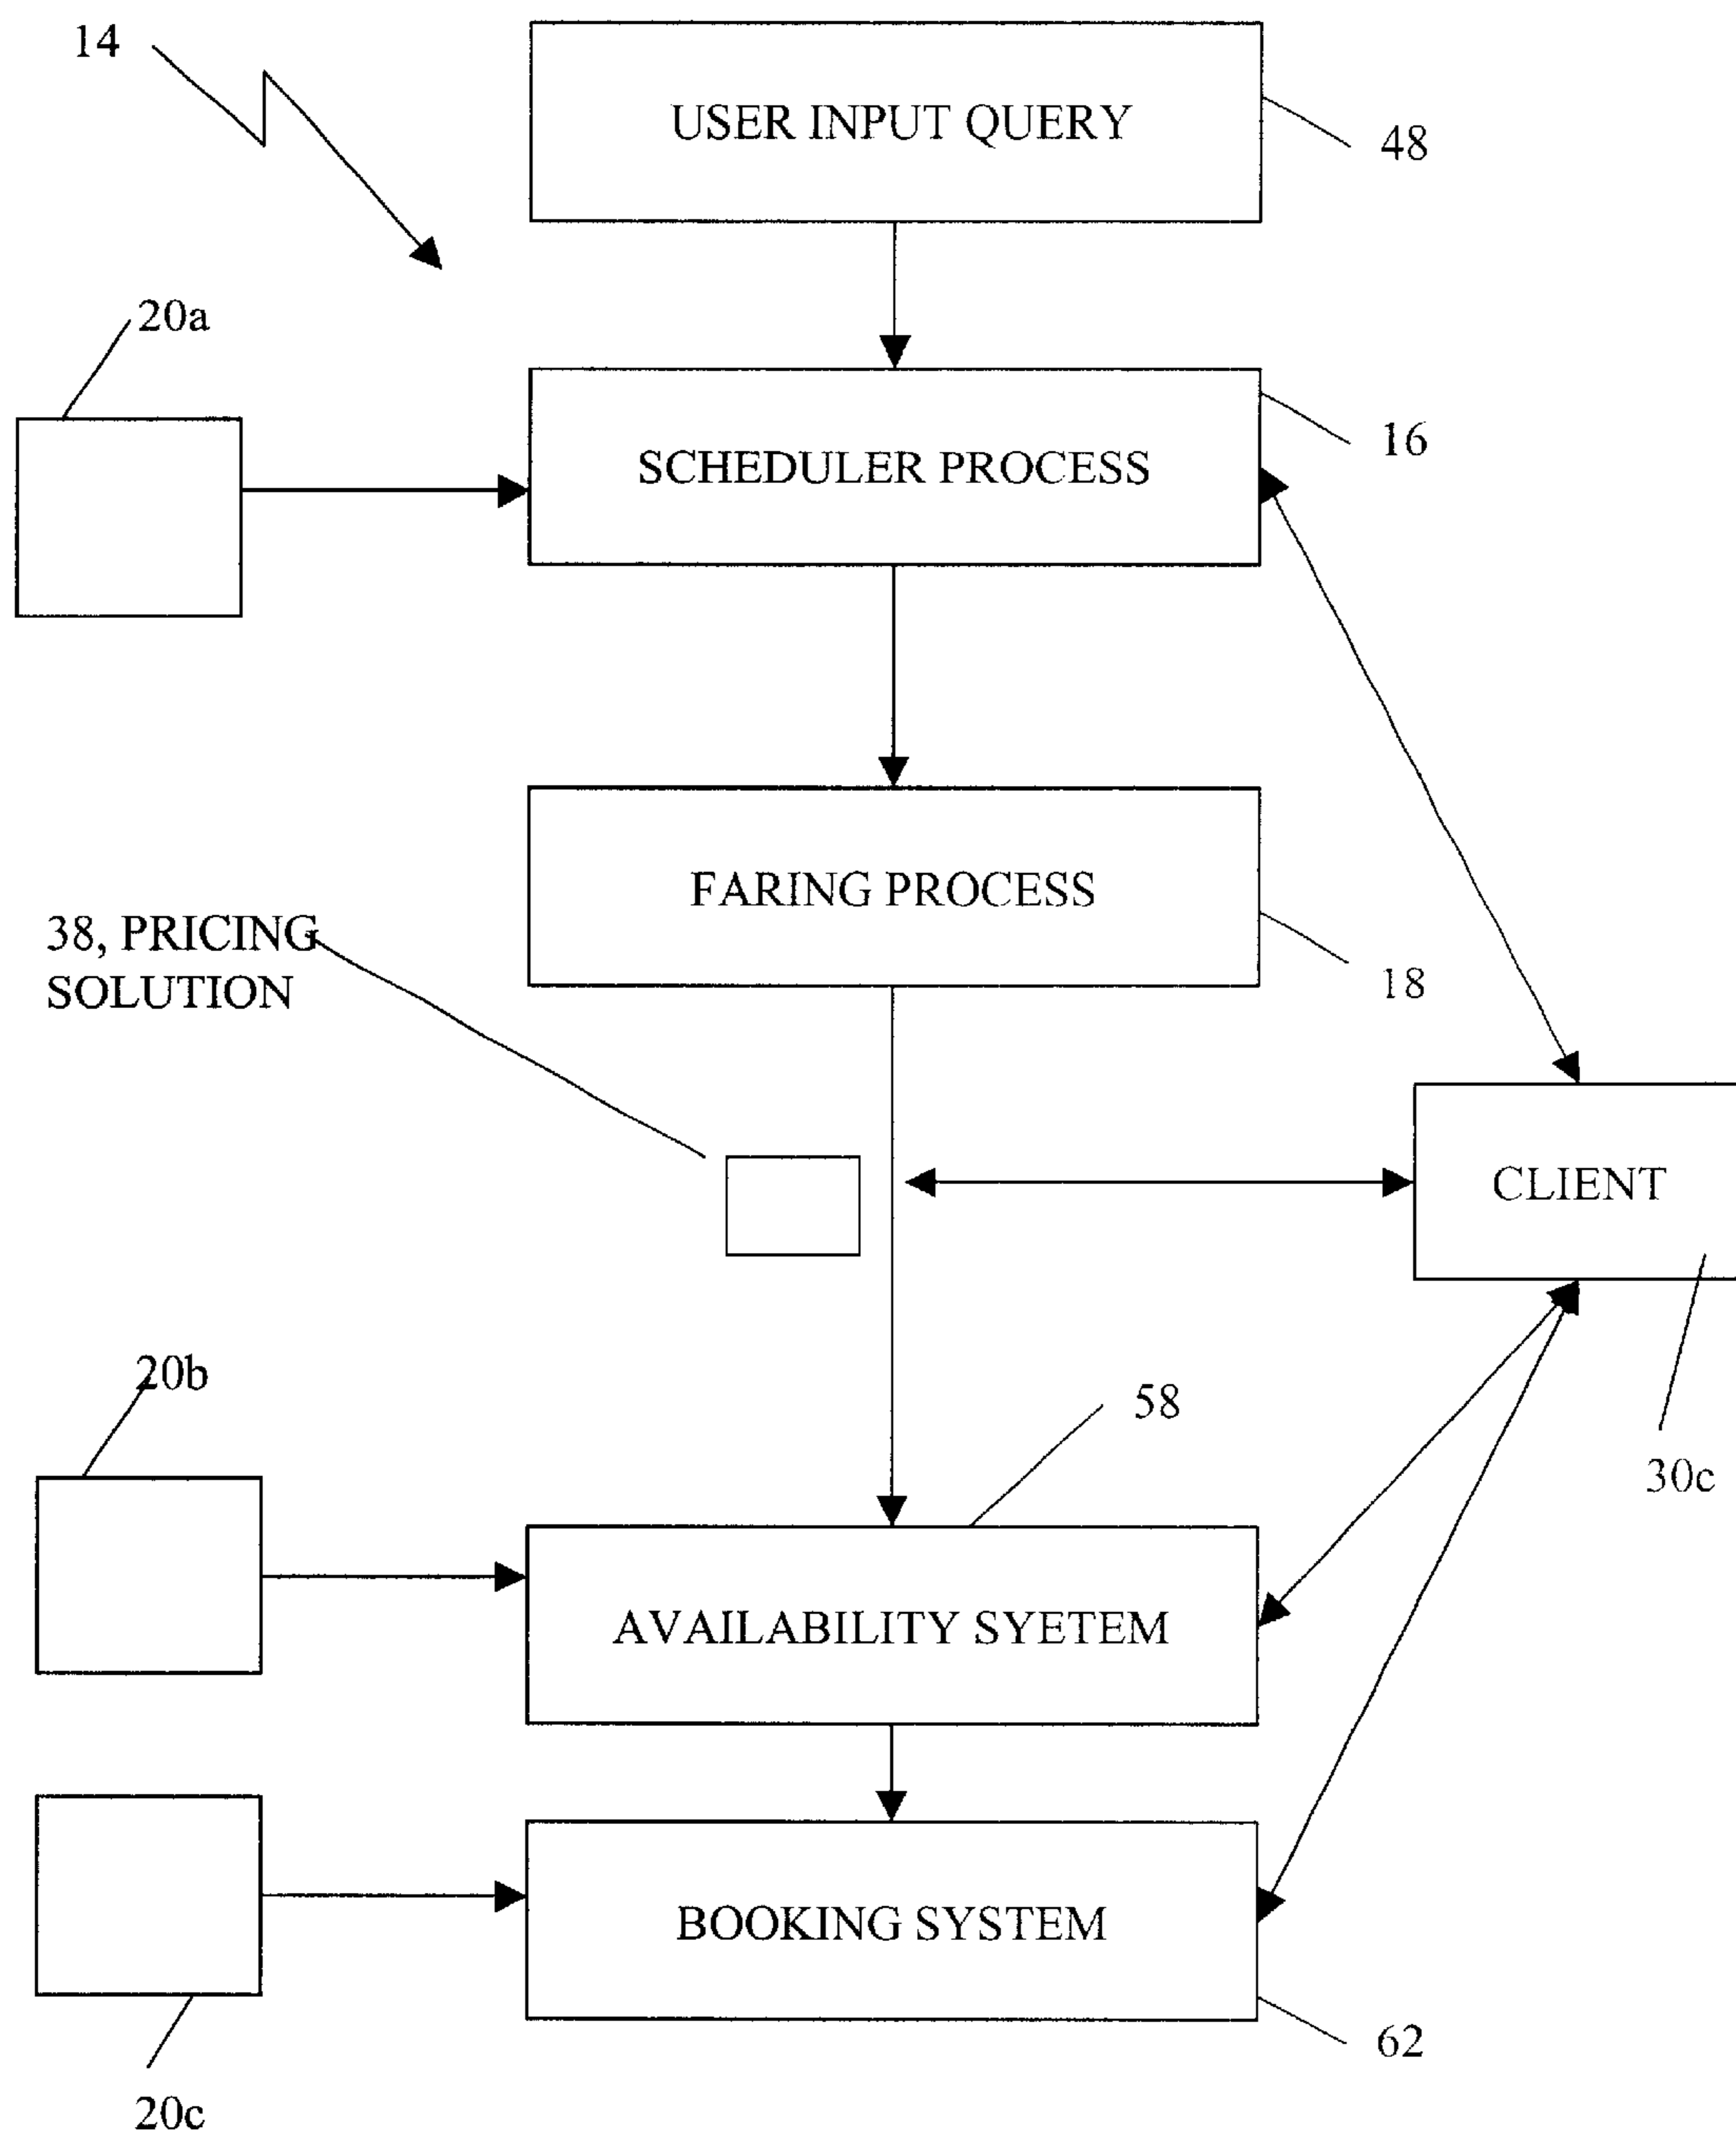 14
USER INPUT QUERY
48
20a
SCHEDULER PROCESS
16
FARING PROCESS
38, PRICING
SOLUTION
18
CLIENT
20b
58
30c
AVAILABILITY SYETEM
BOOKING SYSTEM
62
20c